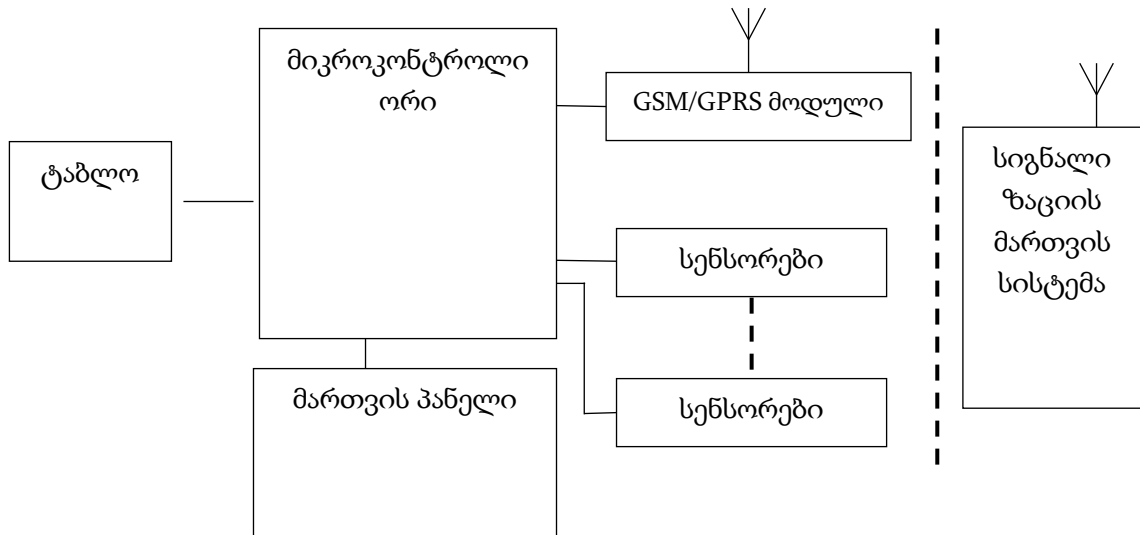 მიკროკონტროლი
ორი
GSM/GPRS მოდული
ტაბლო
სიგნალი
ზაციის
მართვის
სისტემა
სენსორები
მართვის პანელი
სენსორები